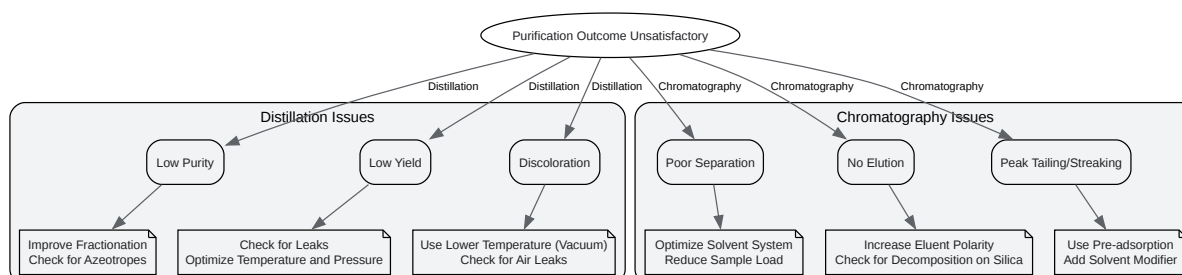 Purification Outcome Unsatisfactory
Distillation
Distillation
Distillation
Chromatography
Chromatography
Chromatography
Distillation Issues
Chromatography Issues
Low Purity
Low Yield
Discoloration
Poor Separation
No Elution
Peak Tailing/Streaking
Improve Fractionation
Check for Azeotropes
Check for Leaks
Optimize Temperature and Pressure
Use Lower Temperature (Vacuum)
Check for Air Leaks
Optimize Solvent System
Reduce Sample Load
Increase Eluent Polarity
Check for Decomposition on Silica
Use Pre-adsorption
Add Solvent Modifier